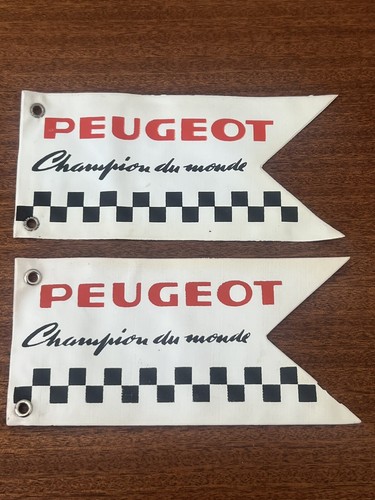 PEUGEOT
Champion du monde
PEUGEOT
Champion du monde